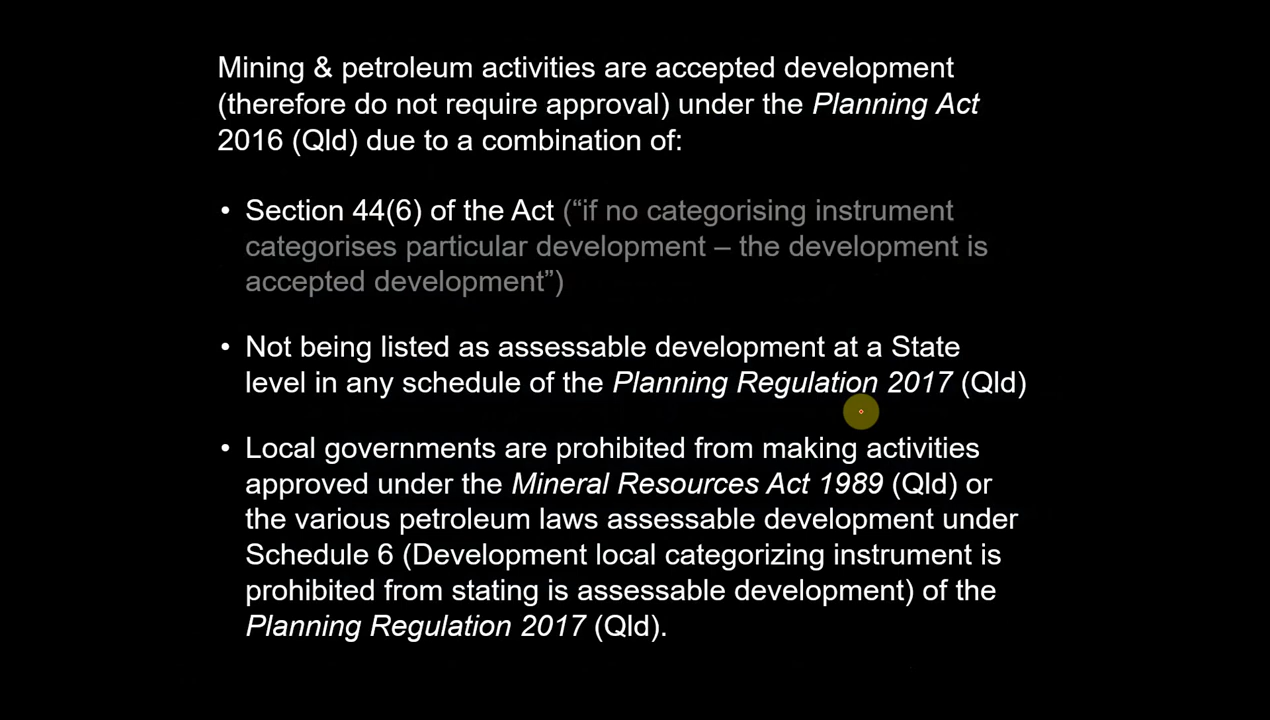 Mining & petroleum activities are accepted development
(therefore do not require approval) under the Planning Act
2016 (Qld) due to a combination of:
• Section 44(6) of the Act (“if no categorising instrument
categorises particular development – the development is
accepted development”)
• Not being listed as assessable development at a State
level in any schedule of the Planning Regulation 2017 (Qld)
• Local governments are prohibited from making activities
approved under the Mineral Resources Act 1989 (Qld) or
the various petroleum laws assessable development under
Schedule 6 (Development local categorizing instrument is
prohibited from stating is assessable development) of the
Planning Regulation 2017 (Qld).